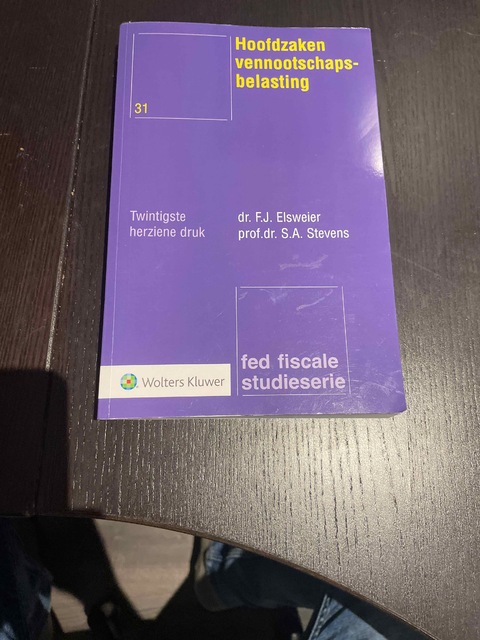 Hoofdzaken
vennootschaps-
belasting
31
Twintigste
herziene druk
dr. F.J. Elsweier
prof.dr. S.A. Stevens
fed fiscale
studieserie
Wolters Kluwer